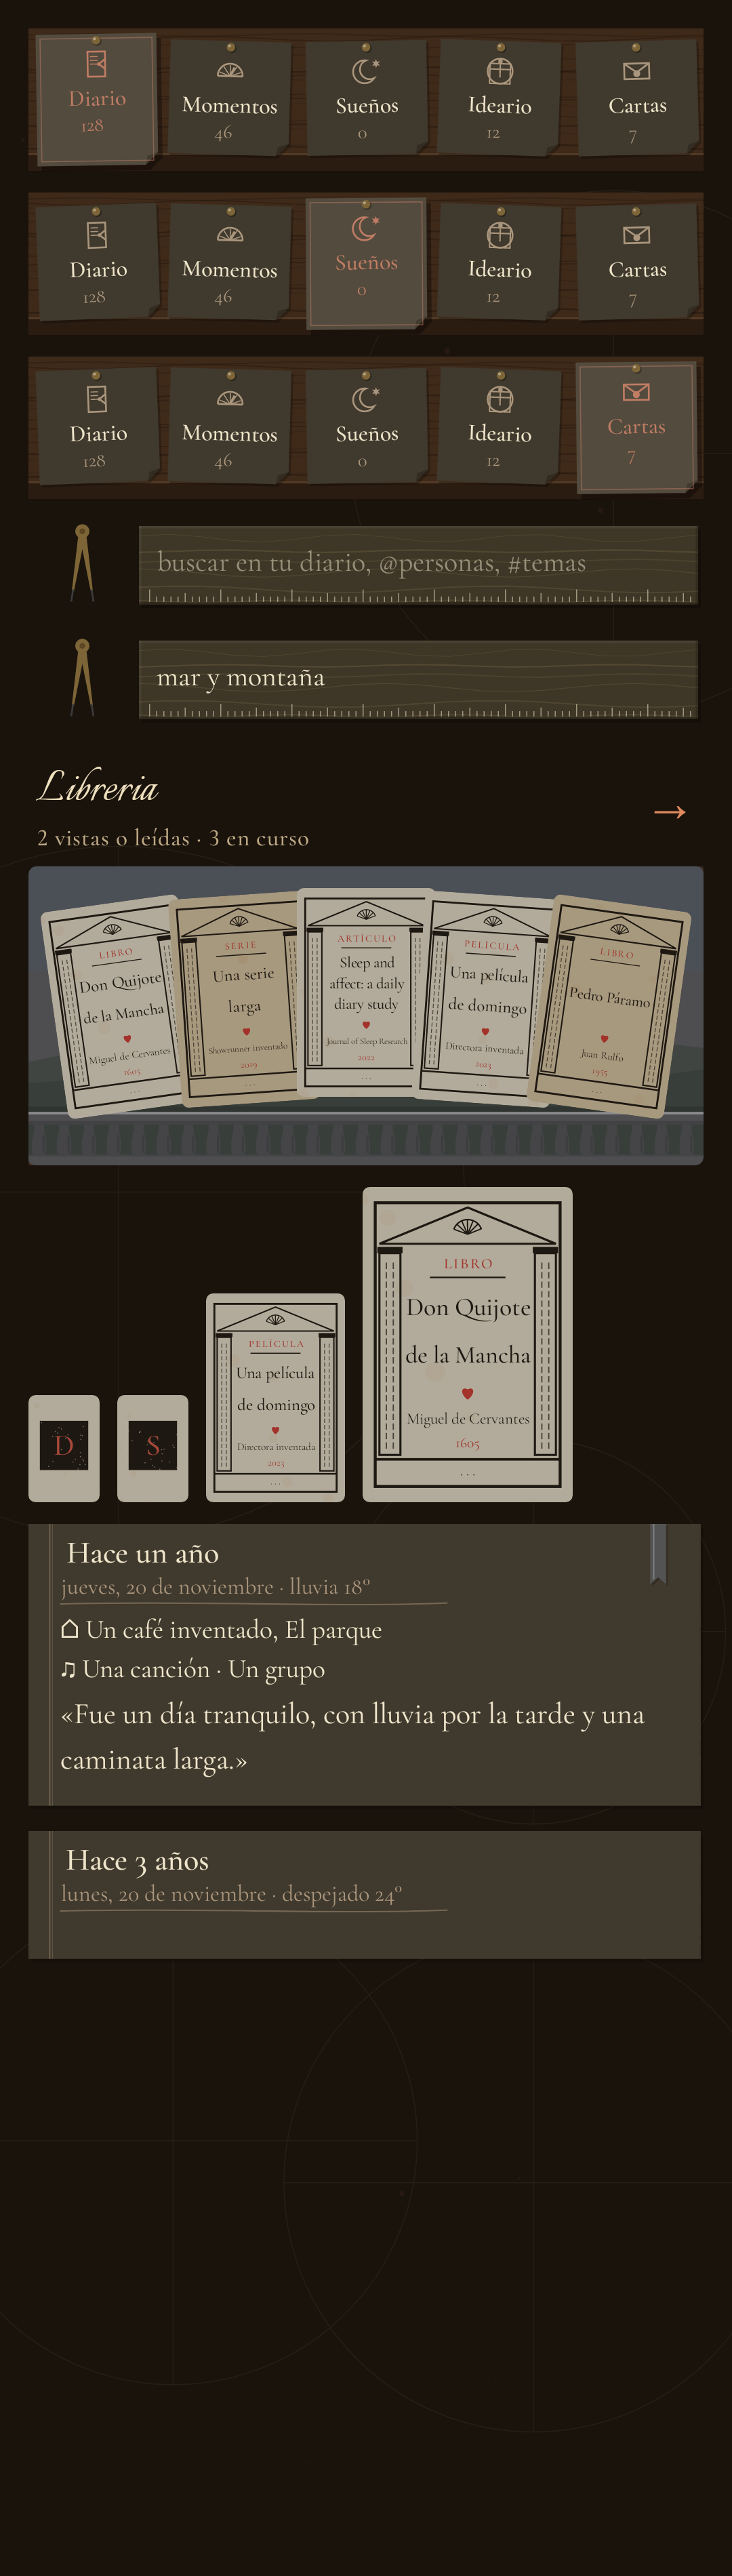 Diario
128
Momentos
46
Sueños
0
Ideario
12
Cartas
7
Diario
128
Momentos
46
Sueños
0
Ideario
12
Cartas
7
Diario
128
Momentos
46
Sueños
0
Ideario
12
Cartas
7
buscar en tu diario, @personas, #temas
mar y montaña
Libreria
→
2 vistas o leídas · 3 en curso
LIBRO
Don Quijote
de la Mancha
Miguel de Cervantes
1605
...
SERIE
Una serie
larga
Showrunner inventado
2019
ARTÍCULO
Sleep and
affect: a daily
diary study
Journal of Sleep Research
2022
...
PELÍCULA
Una película
de domingo
Directora inventada
2023
...
LIBRO
Pedro Páramo
Juan Rulfo
1955
...
D
S
PELÍCULA
Una película
de domingo
Directora inventada
2023
...
LIBRO
Don Quijote
de la Mancha
Miguel de Cervantes
1605
...
Hace un año
jueves, 20 de noviembre · lluvia 18°
Un café inventado, El parque
♫ Una canción · Un grupo
«Fue un día tranquilo, con lluvia por la tarde y una
caminata larga.»
Hace 3 años
lunes, 20 de noviembre · despejado 24°